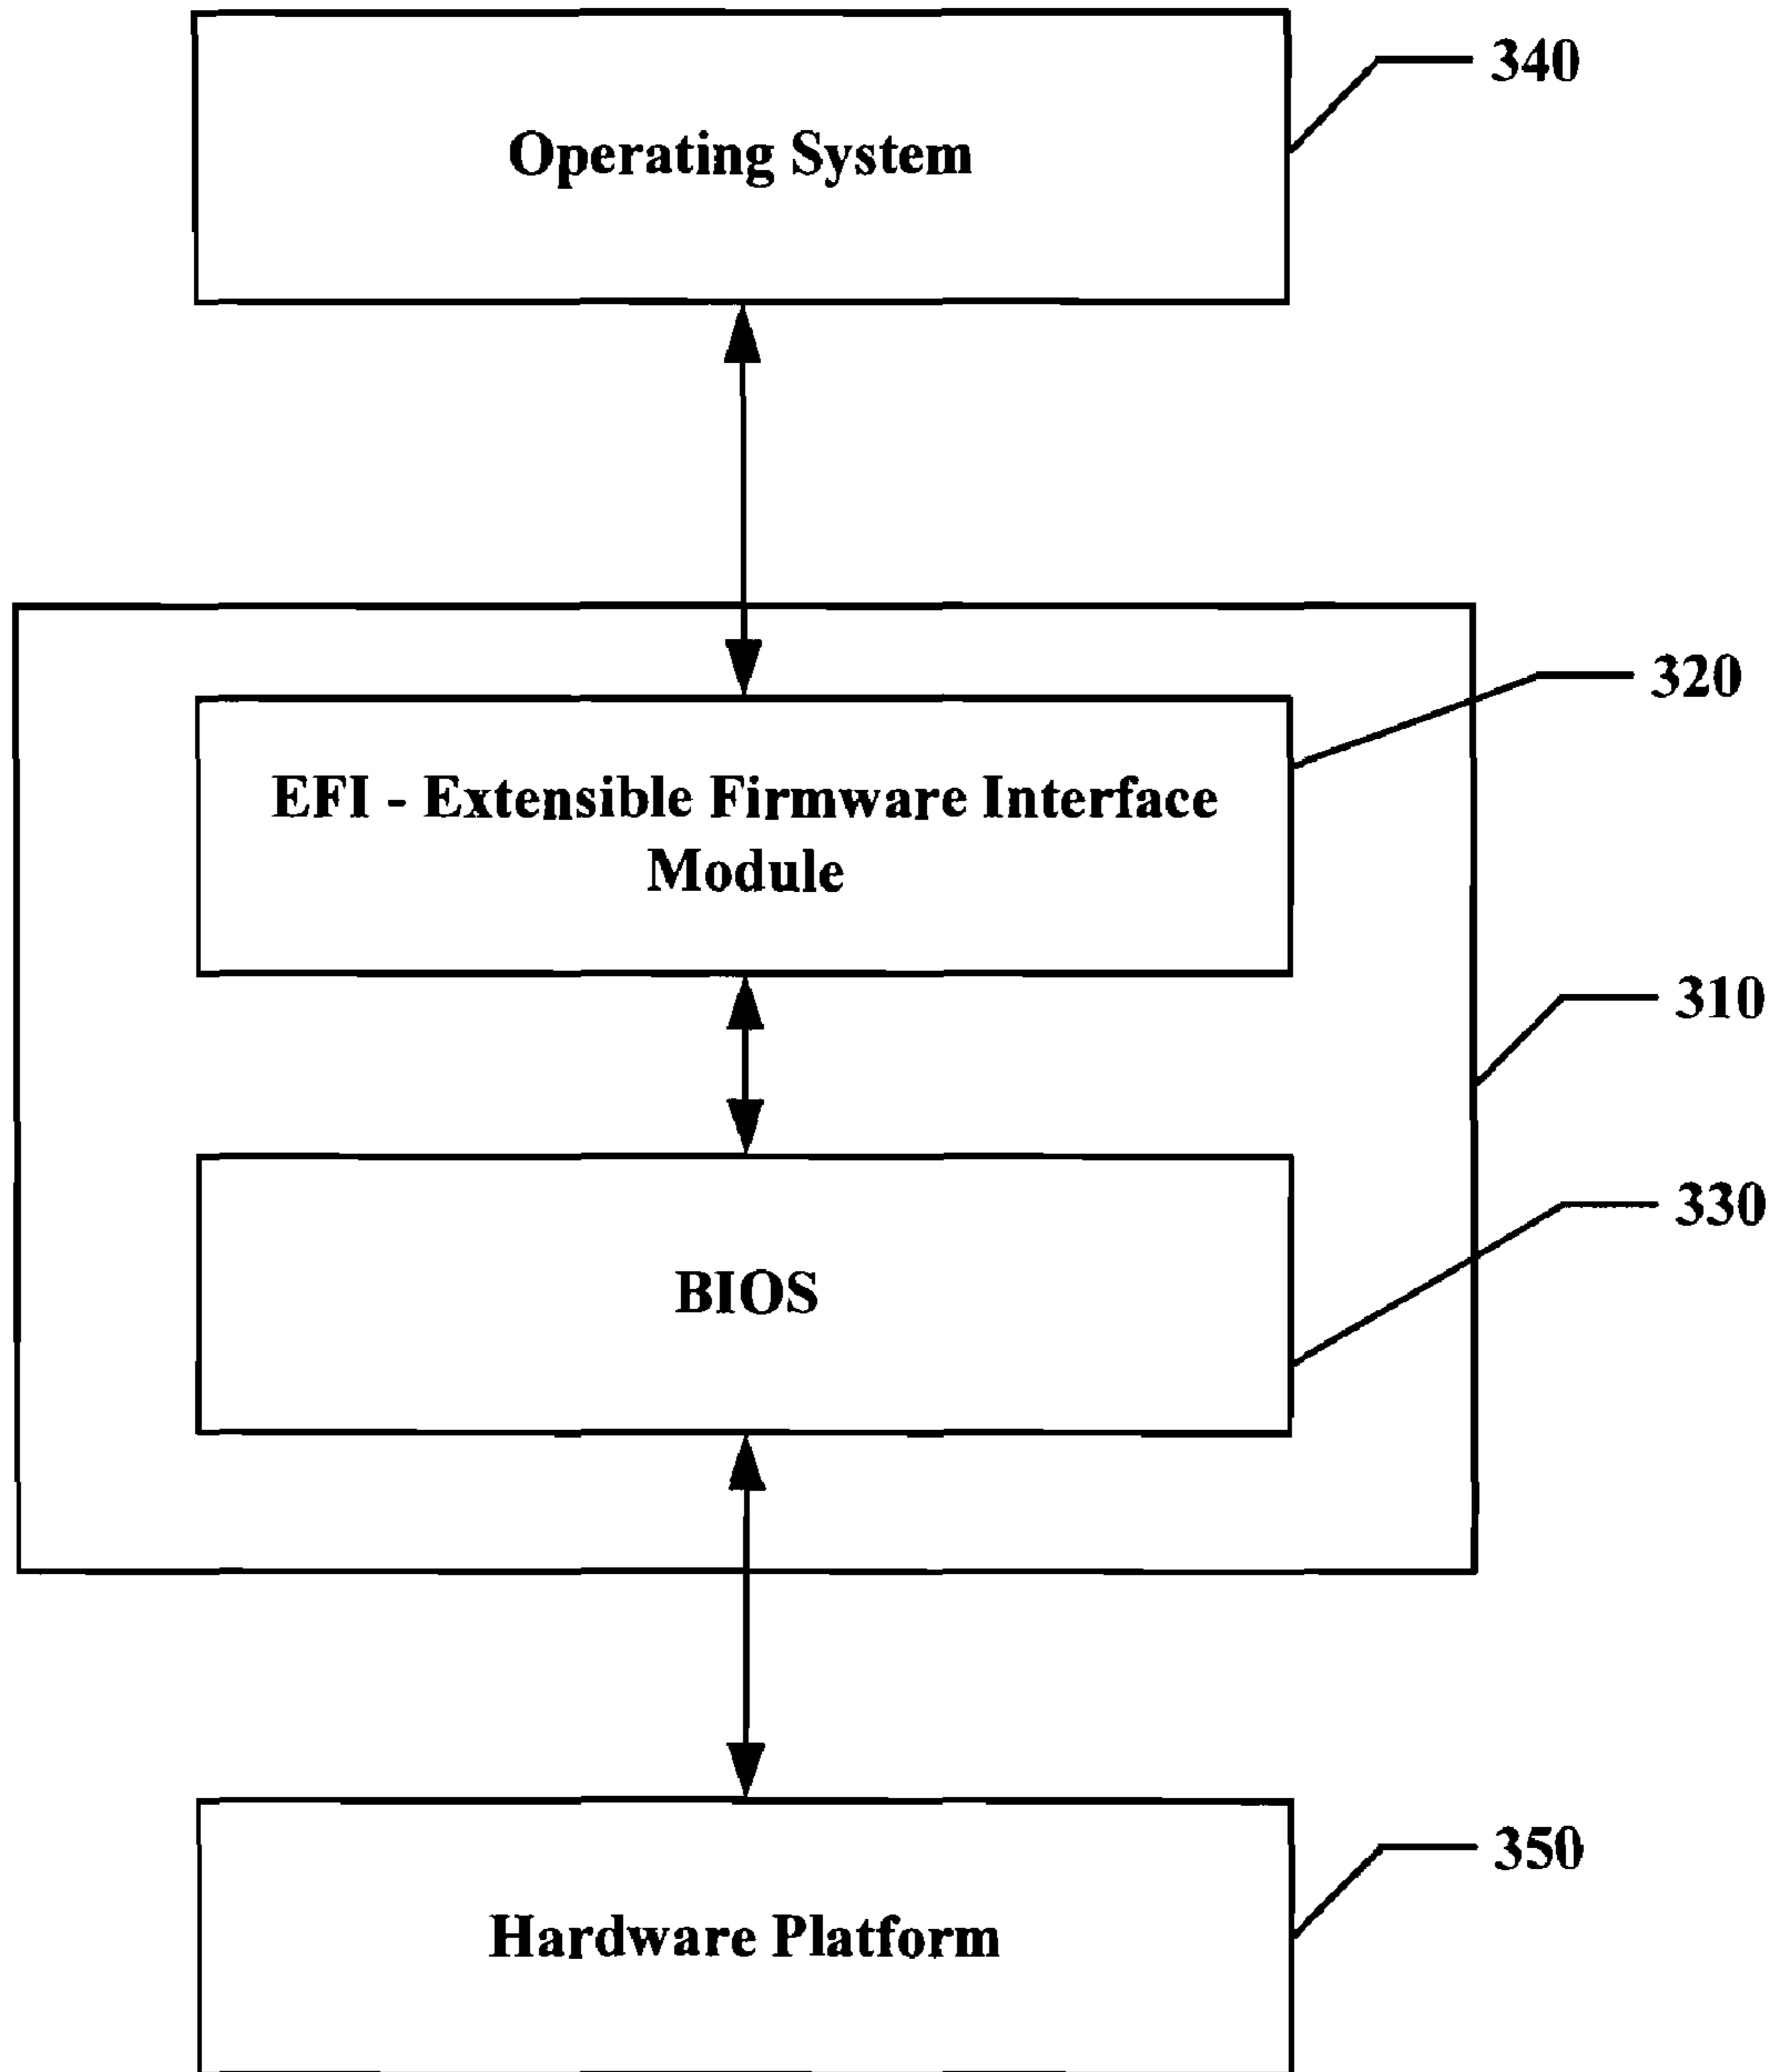 340
Operating System
320
EFI - Extensible Firmware Interface
Module
310
330
BIOS
350
Hardware Platform